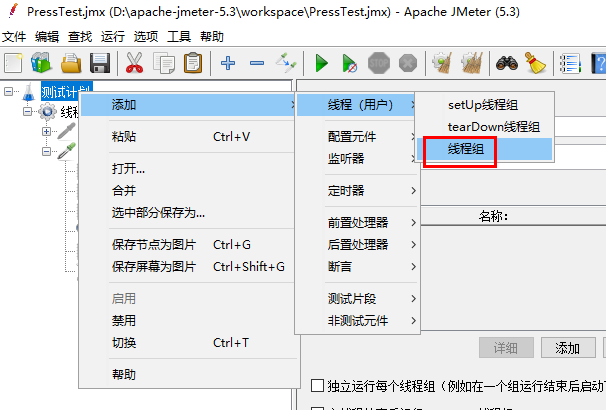 PressTest.jmx (D:\apache-jmeter-5.3\workspace\PressTest.jmx) - Apache JMeter (5.3)
文件 编辑 查找 运行 选项 工具 帮助
测试计划
线程
添加
粘贴 Ctrl+V
打开...
合并
选中部分保存为...
保存节点为图片 Ctrl+G
保存屏幕为图片 Ctrl+Shift+G
启用
禁用
切换 Ctrl+T
帮助
线程（用户）
配置元件
监听器
定时器
前置处理器
后置处理器
断言
测试片段
非测试元件
setUp线程组
tearDown线程组
线程组
名称：
详细 添加
独立运行每个线程组（例如在一个组运行结束后启动